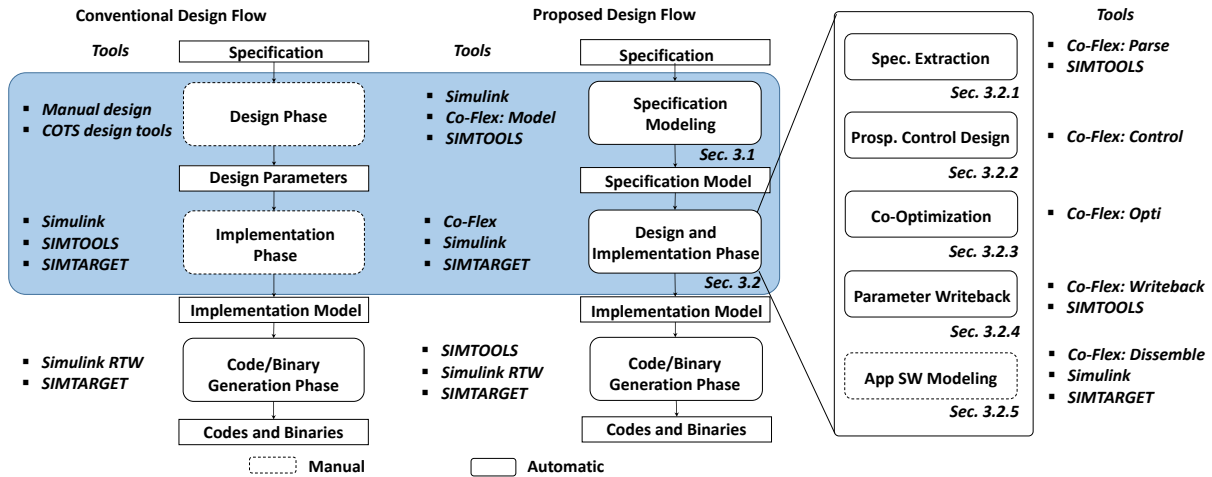 Conventional Design Flow
Tools
Specification
▪ Manual design
▪ COTS design tools
Design Phase
Design Parameters
▪ Simulink
▪ SIMTOOLS
▪ SIMTARGET
Implementation
Phase
Implementation Model
▪ Simulink RTW
▪ SIMTARGET
Code/Binary
Generation Phase
Codes and Binaries
Proposed Design Flow
Tools
Specification
▪ Simulink
▪ Co-Flex: Model
▪ SIMTOOLS
Specification
Modeling
Sec. 3.1
Specification Model
▪ Co-Flex
▪ Simulink
▪ SIMTARGET
Design and
Implementation Phase
Sec. 3.2
Implementation Model
▪ SIMTOOLS
▪ Simulink RTW
▪ SIMTARGET
Code/Binary
Generation Phase
Codes and Binaries
Tools
Spec. Extraction
Sec. 3.2.1
▪ Co-Flex: Parse
▪ SIMTOOLS
Prosp. Control Design
Sec. 3.2.2
▪ Co-Flex: Control
Co-Optimization
Sec. 3.2.3
▪ Co-Flex: Opti
Parameter Writeback
Sec. 3.2.4
▪ Co-Flex: Writeback
▪ SIMTOOLS
App SW Modeling
Sec. 3.2.5
▪ Co-Flex: Dissemble
▪ Simulink
▪ SIMTARGET
Manual
Automatic